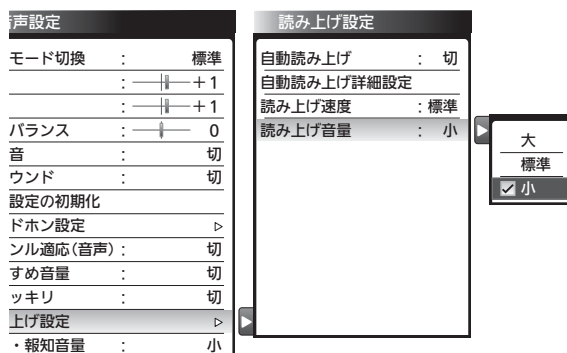 声設定
モード切換 : 標準
: +1
: +1
バランス : 0
音 : 切
ウンド : 切
設定の初期化
ドホン設定 ▷
ンル適応(音声) : 切
すめ音量 : 切
ッキリ : 切
上げ設定 ▷
・報知音量 : 小
読み上げ設定
自動読み上げ : 切
自動読み上げ詳細設定
読み上げ速度 : 標準
読み上げ音量 : 小
大
標準
小